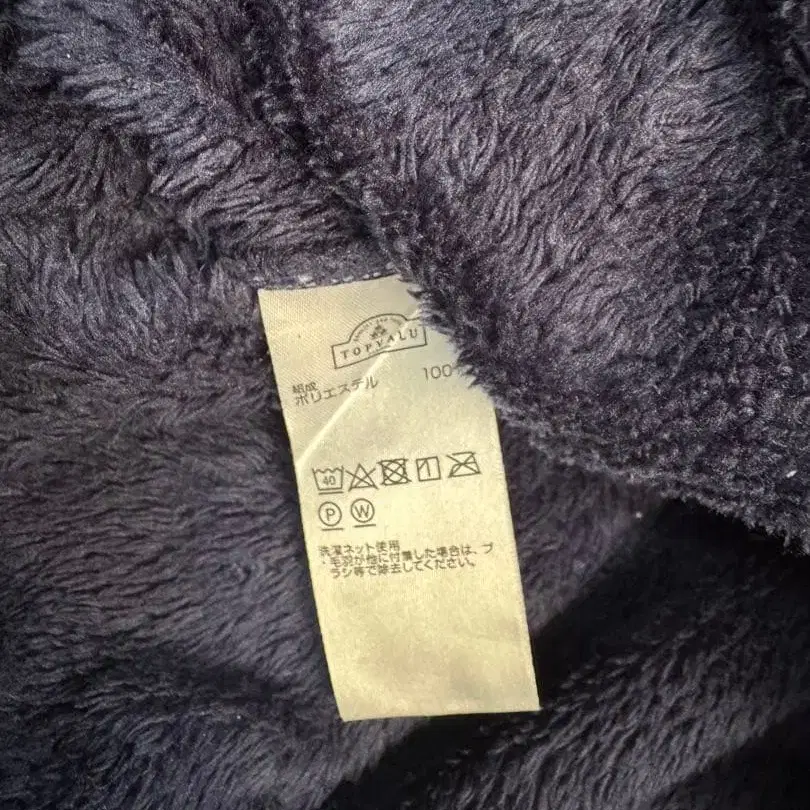 TOPVALU
組成
ポリエステル 100
40
P W
洗濯ネット使用
・毛羽が他に付着した場合は、ブ
ラシ等で除去してください。